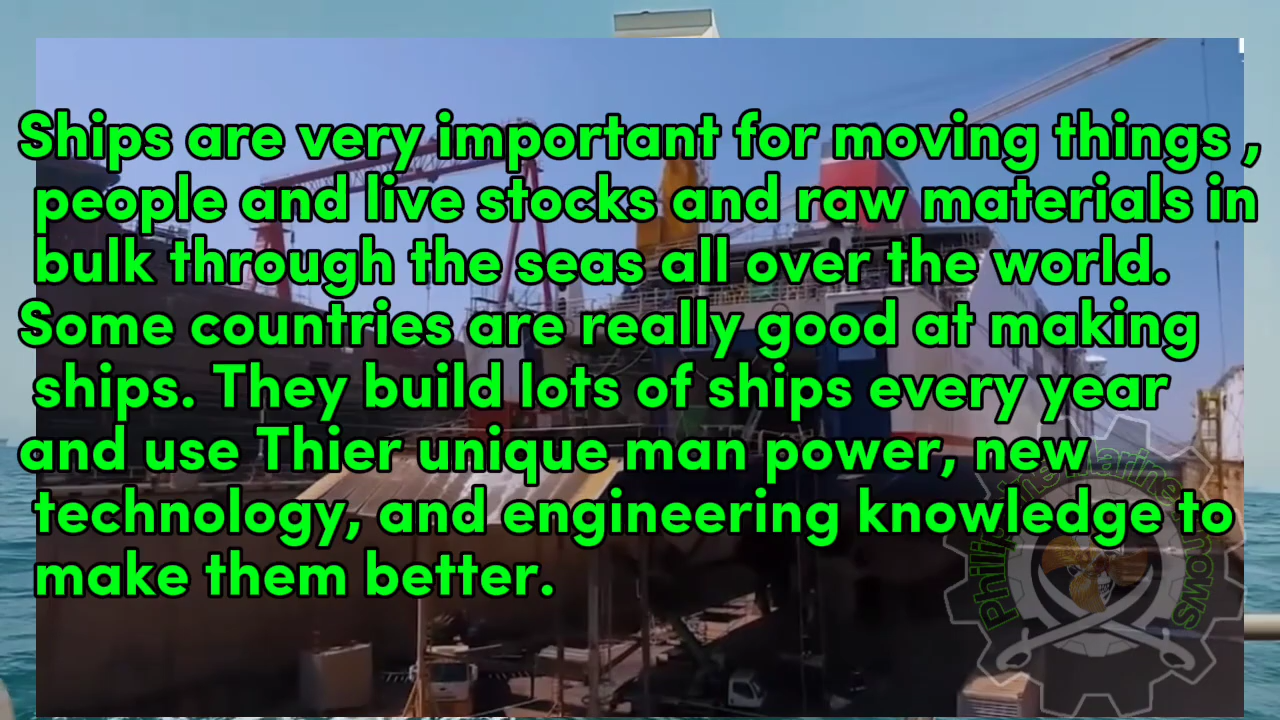 Ships are very important for moving things ,
people and live stocks and raw materials in
bulk through the seas all over the world.
Some countries are really good at making
ships. They build lots of ships every year
and use Thier unique man power, new
technology, and engineering knowledge to
make them better.